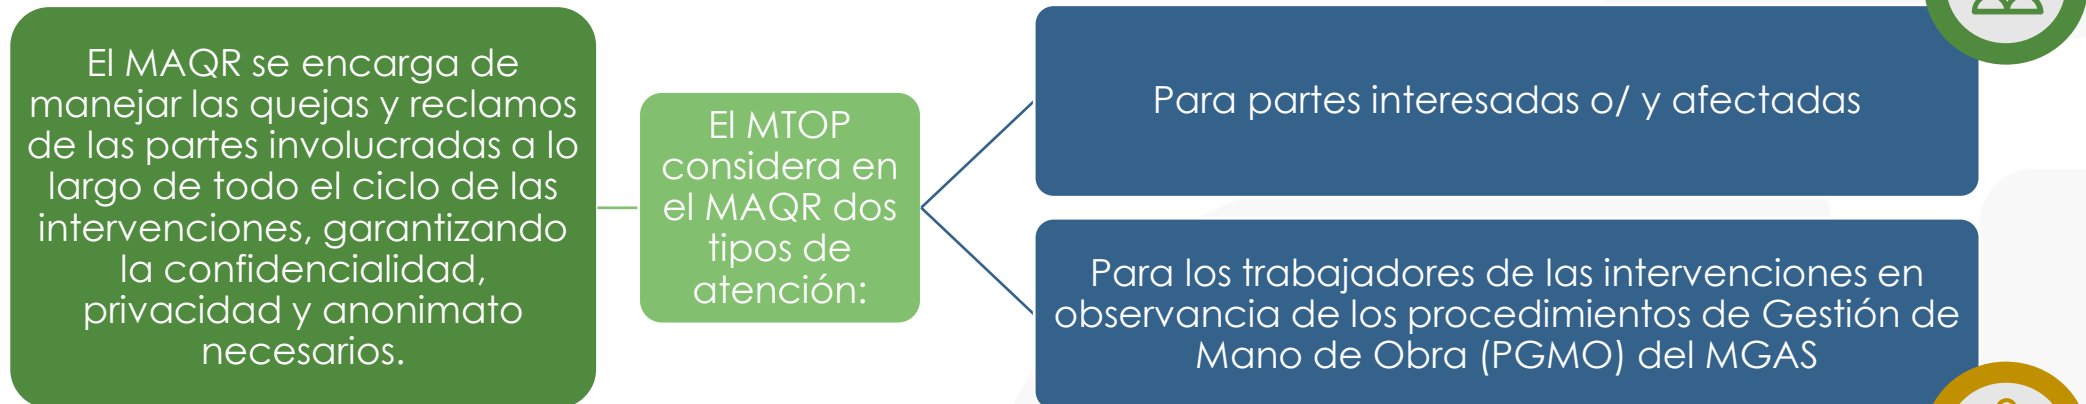 El MAQR se encarga de
manejar las quejas y reclamos
de las partes involucradas a lo
largo de todo el ciclo de las
intervenciones, garantizando
la confidencialidad,
privacidad y anonimato
necesarios.
El MTOP
considera en
el MAQR dos
tipos de
atención:
Para partes interesadas o/ y afectadas
Para los trabajadores de las intervenciones en
observancia de los procedimientos de Gestión de
Mano de Obra (PGMO) del MGAS